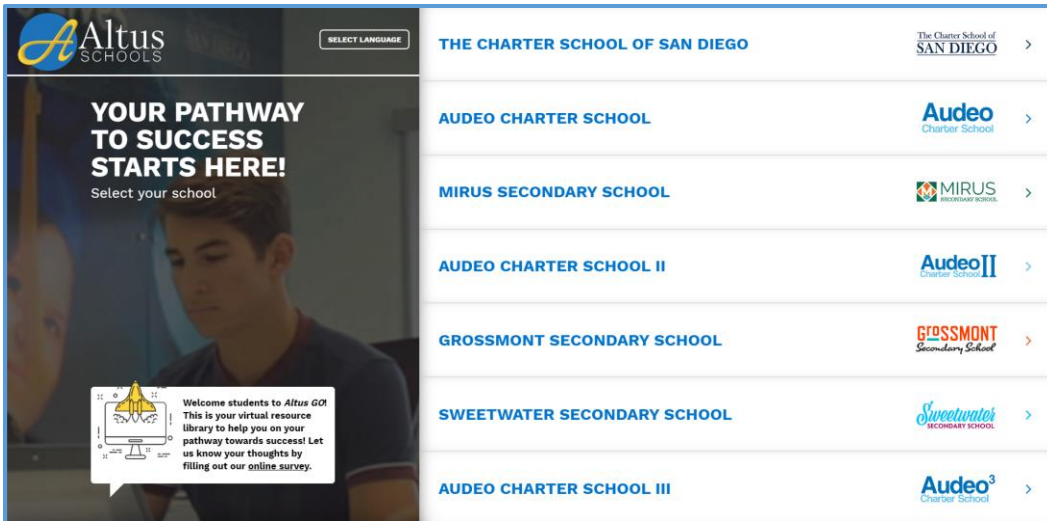 Altus
SCHOOLS
SELECT LANGUAGE
YOUR PATHWAY
TO SUCCESS
STARTS HERE!
Select your school
Welcome students to Altus GO!
This is your virtual resource
library to help you on your
pathway towards success! Let
us know your thoughts by
filling out our online survey.
THE CHARTER SCHOOL OF SAN DIEGO
The Charter School of
SAN DIEGO
AUDEO CHARTER SCHOOL
Audeo
Charter School
MIRUS SECONDARY SCHOOL
MIRUS
SECONDARY SCHOOL
AUDEO CHARTER SCHOOL II
Audeo II
Charter School
GROSSMONT SECONDARY SCHOOL
GROSSMONT
Secondary School
SWEETWATER SECONDARY SCHOOL
Sweetwater
SECONDARY SCHOOL
AUDEO CHARTER SCHOOL III
Audeo³
Charter School